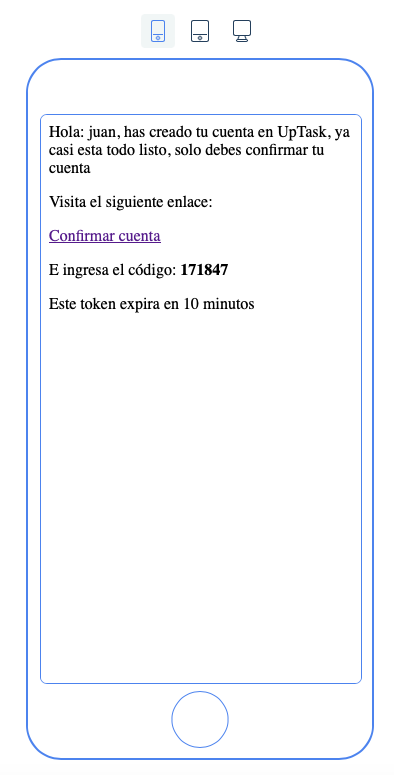 Hola: juan, has creado tu cuenta en UpTask, ya
casi esta todo listo, solo debes confirmar tu
cuenta
Visita el siguiente enlace:
Confirmar cuenta
E ingresa el código: 171847
Este token expira en 10 minutos